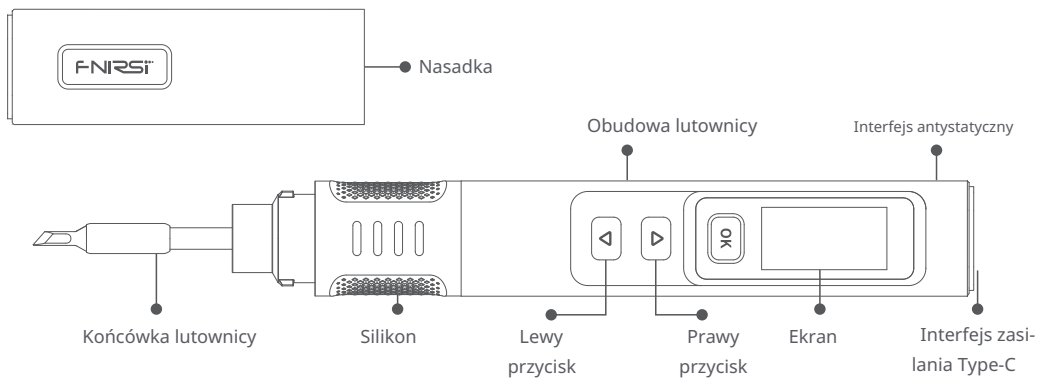 FNIRSI
Nasadka
Obudowa lutownicy
Interfejs antystatyczny
OK
Końcówka lutownicy
Silikon
Lewy
przycisk
Prawy
przycisk
Ekran
Interfejs zasi-
lania Type-C